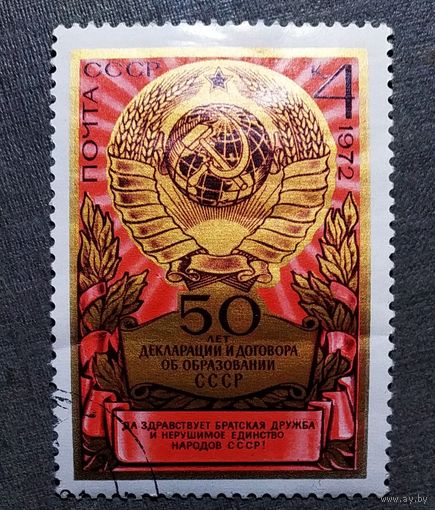 ПОЧТА СССР
К4
1972
50
ЛЕТ
ДЕКЛАРАЦИИ И ДОГОВОРА
ОБ ОБРАЗОВАНИИ
СССР
ДА ЗДРАВСТВУЕТ БРАТСКАЯ ДРУЖБА
И НЕРУШИМОЕ ЕДИНСТВО
НАРОДОВ СССР!
www.ay.by